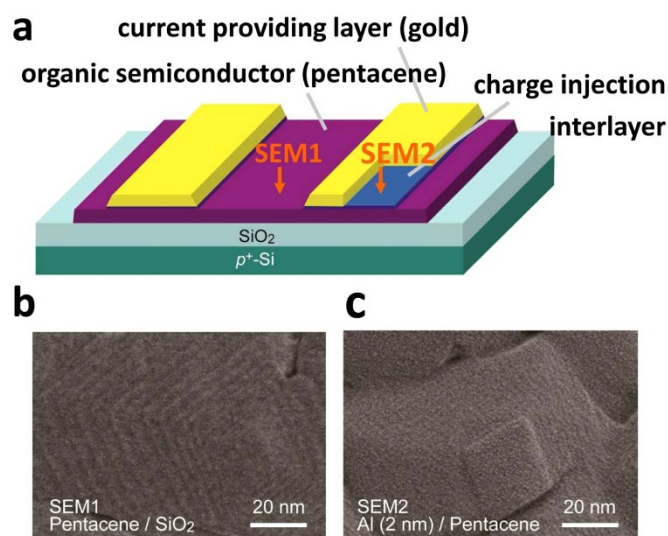 a
current providing layer (gold)
organic semiconductor (pentacene)
charge injection
interlayer
SEM1
SEM2
SiO₂
p⁺-Si
b
c
SEM1
Pentacene / SiO₂
20 nm
SEM2
Al (2 nm) / Pentacene
20 nm